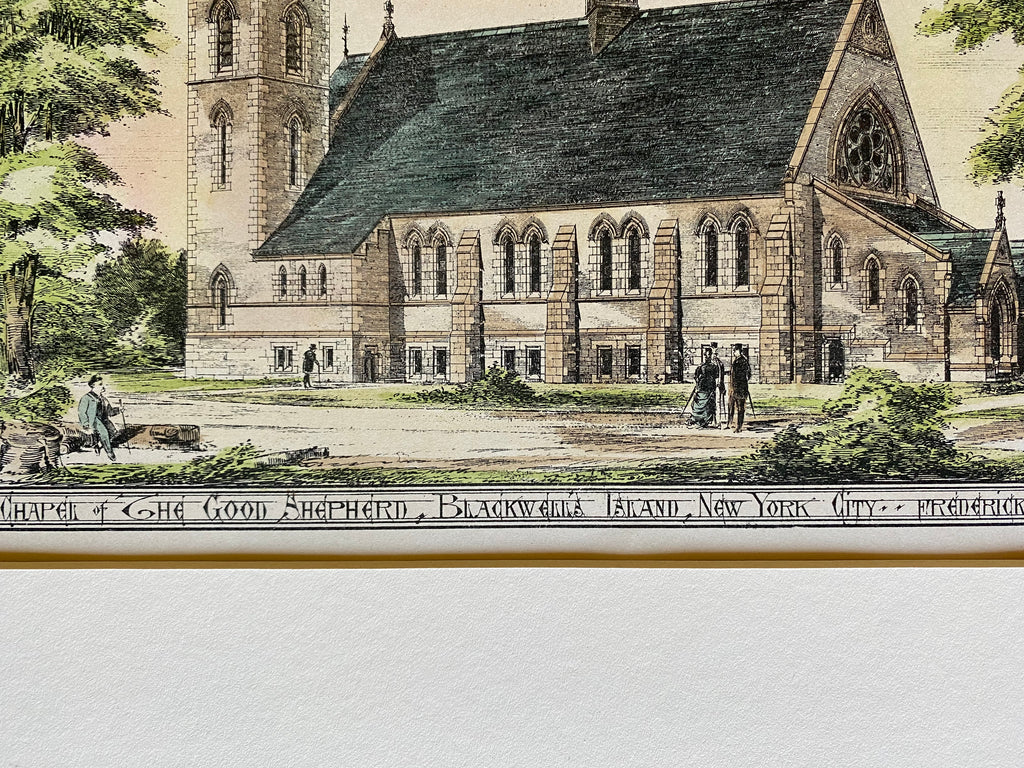 CHAPEL of THE GOOD SHEPHERD, BLACKWELL'S ISLAND, NEW YORK CITY·· FREDERICK